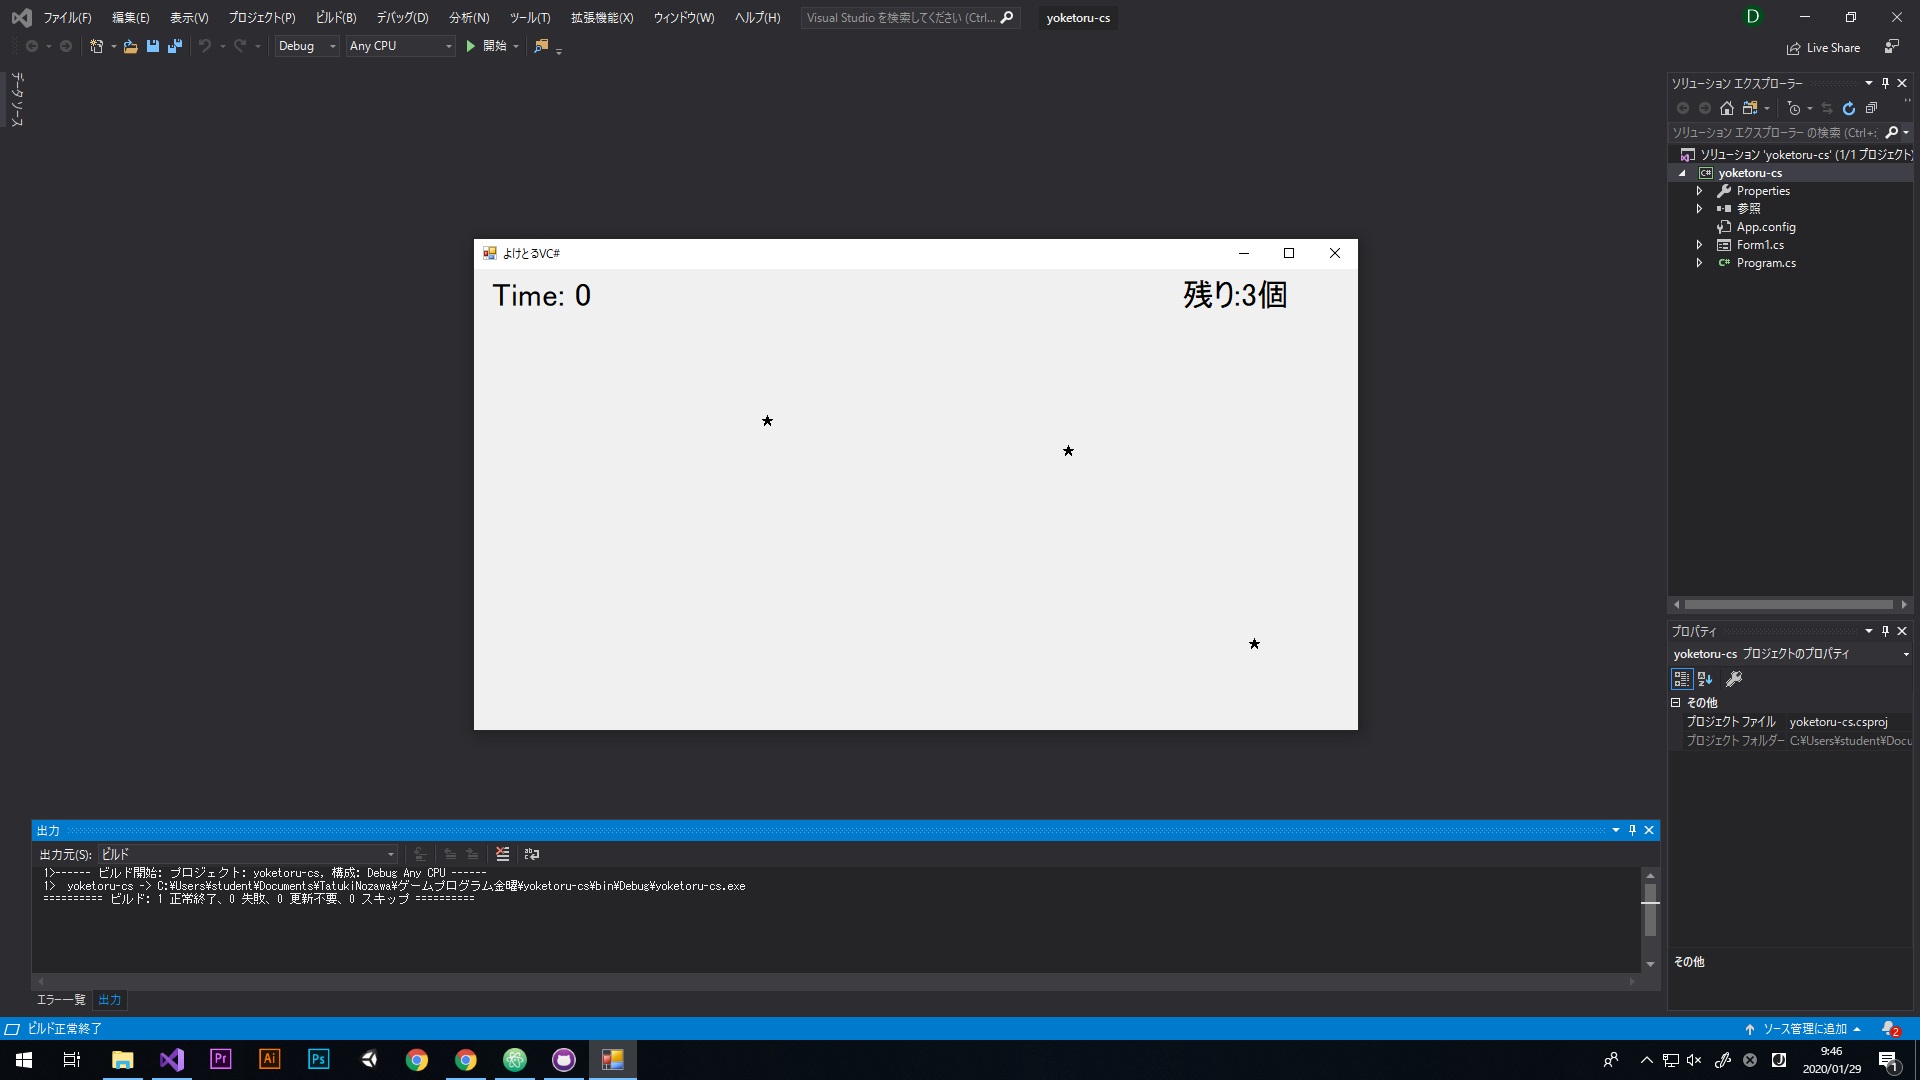 ファイル(F) 編集(E) 表示(V) プロジェクト(P) ビルド(B) デバッグ(D) 分析(N) ツール(T) 拡張機能(X) ウィンドウ(W) ヘルプ(H) Visual Studio を検索してください (Ctrl... yoketoru-cs D
Debug Any CPU 開始 Live Share
データ ソース
ソリューション エクスプローラー
ソリューション エクスプローラー の検索 (Ctrl+:
ソリューション 'yoketoru-cs' (1/1 プロジェクト)
C# yoketoru-cs
Properties
参照
App.config
Form1.cs
C# Program.cs
よけとるVC#
Time: 0 残り:3個
★
★
★
プロパティ
yoketoru-cs プロジェクトのプロパティ
その他
プロジェクト ファイル yoketoru-cs.csproj
プロジェクト フォルダー C:¥Users¥student¥Docu
その他
出力
出力元(S): ビルド
1>------ ビルド開始: プロジェクト: yoketoru-cs, 構成: Debug Any CPU ------
1>  yoketoru-cs -> C:¥Users¥student¥Documents¥TatukiNozawa¥ゲームプログラム金曜¥yoketoru-cs¥bin¥Debug¥yoketoru-cs.exe
========== ビルド: 1 正常終了、0 失敗、0 更新不要、0 スキップ ==========
エラー一覧 出力
ビルド正常終了 ソース管理に追加 2
Pr Ai Ps
9:46
2020/01/29
1